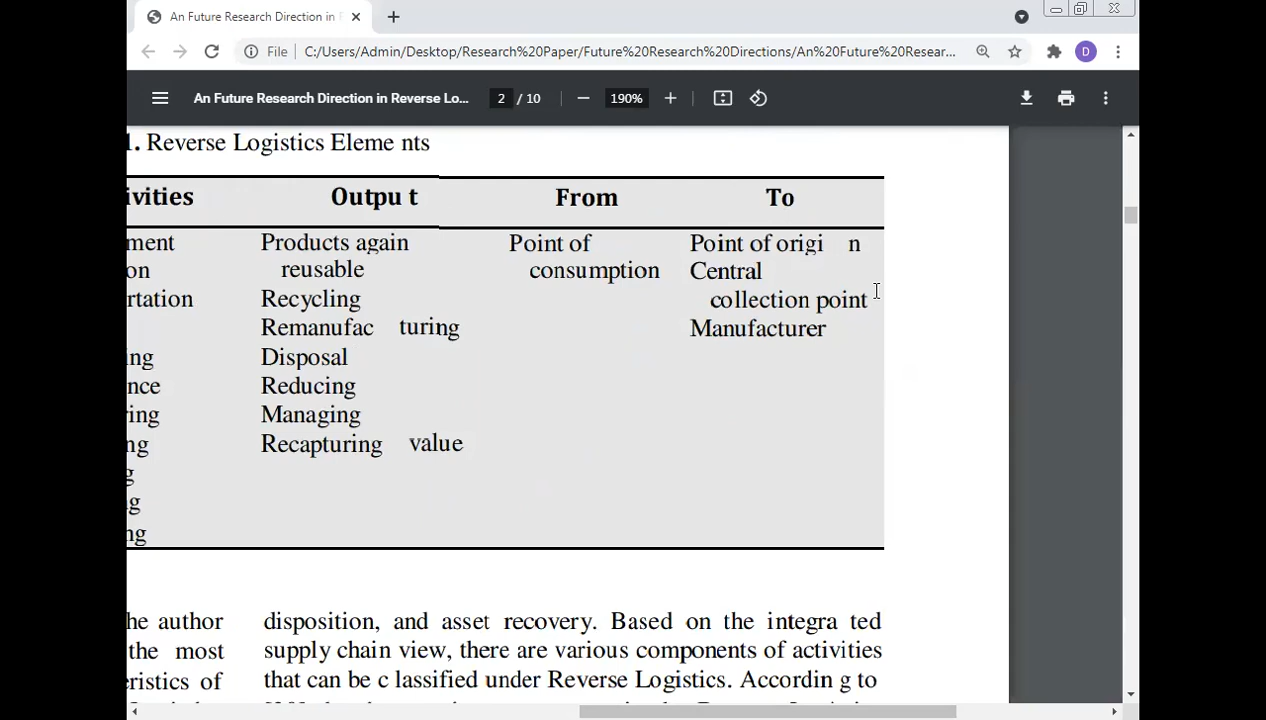 An Future Research Direction in
File C:/Users/Admin/Desktop/Research%20Paper/Future%20Research%20Directions/An%20Future%20Resear...
D
An Future Research Direction in Reverse Lo... 2 / 10 190%
1. Reverse Logistics Eleme nts
ivities Outpu t From To
ment Products again Point of Point of origi n
on reusable consumption Central
rtation Recycling collection point
Remanufac turing Manufacturer
ing Disposal
nce Reducing
ring Managing
ng Recapturing value
g
ng
ng
he author disposition, and asset recovery. Based on the integra ted
the most supply chain view, there are various components of activities
eristics of that can be c lassified under Reverse Logistics. Accordin g to